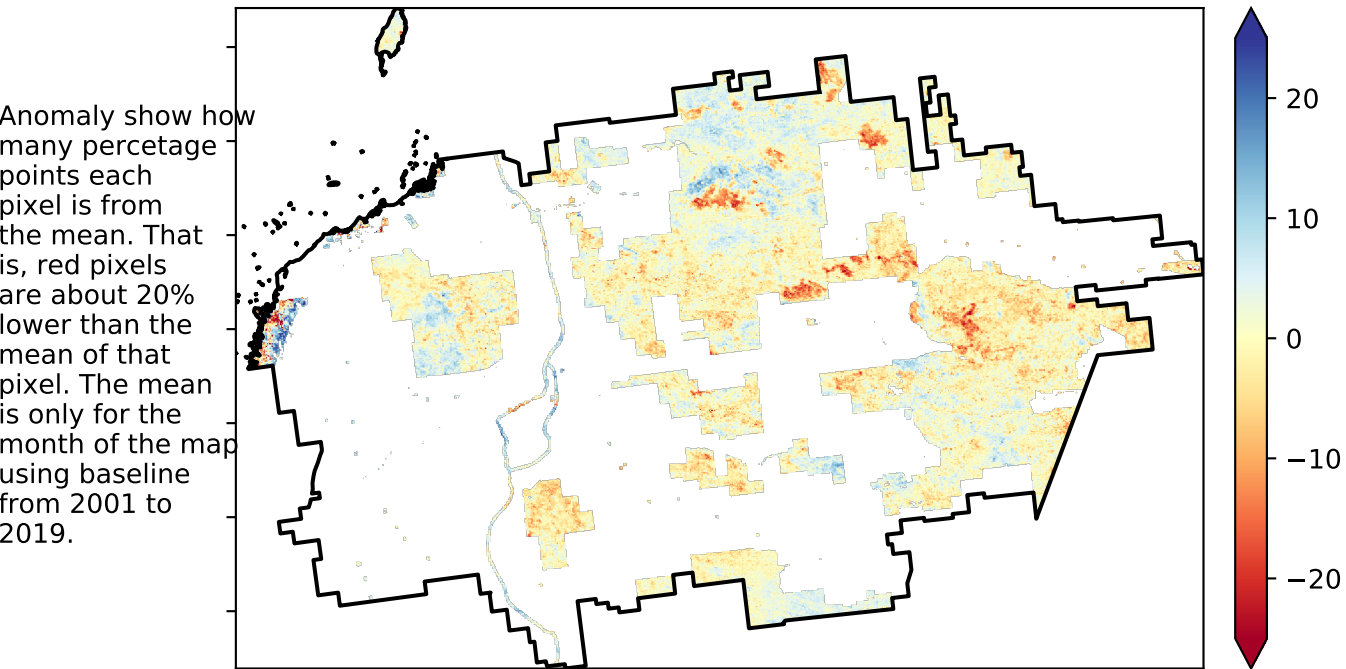 Anomaly show how
many percetage
points each
pixel is from
the mean. That
is, red pixels
are about 20%
lower than the
mean of that
pixel. The mean
is only for the
month of the map
using baseline
from 2001 to
2019.
20
10
0
−10
−20